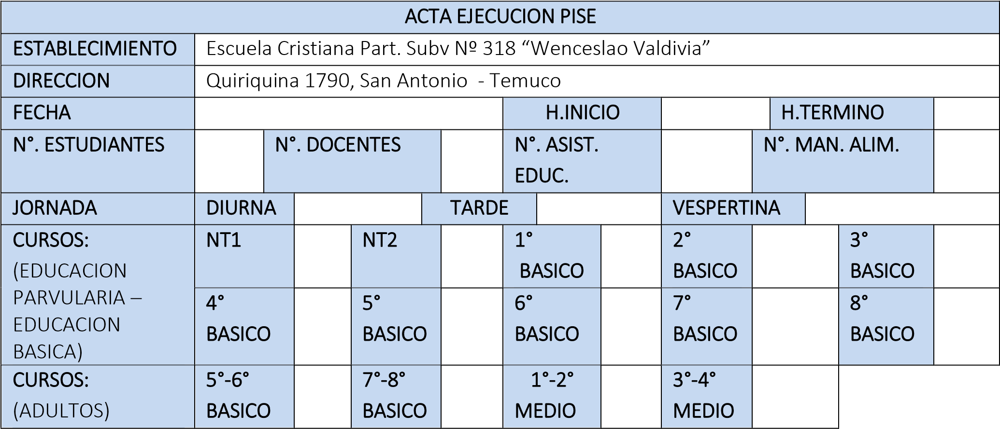 ACTA EJECUCION PISE
ESTABLECIMIENTO Escuela Cristiana Part. Subv Nº 318 “Wenceslao Valdivia”
DIRECCION Quiriquina 1790, San Antonio - Temuco
FECHA H.INICIO H.TERMINO
N°. ESTUDIANTES N°. DOCENTES N°. ASIST. EDUC. N°. MAN. ALIM.
JORNADA DIURNA TARDE VESPERTINA
CURSOS:
(EDUCACION
PARVULARIA –
EDUCACION
BASICA)
NT1 NT2 1° BASICO 2° BASICO 3° BASICO
4° BASICO 5° BASICO 6° BASICO 7° BASICO 8° BASICO
CURSOS:
(ADULTOS)
5°-6° BASICO 7°-8° BASICO 1°-2° MEDIO 3°-4° MEDIO